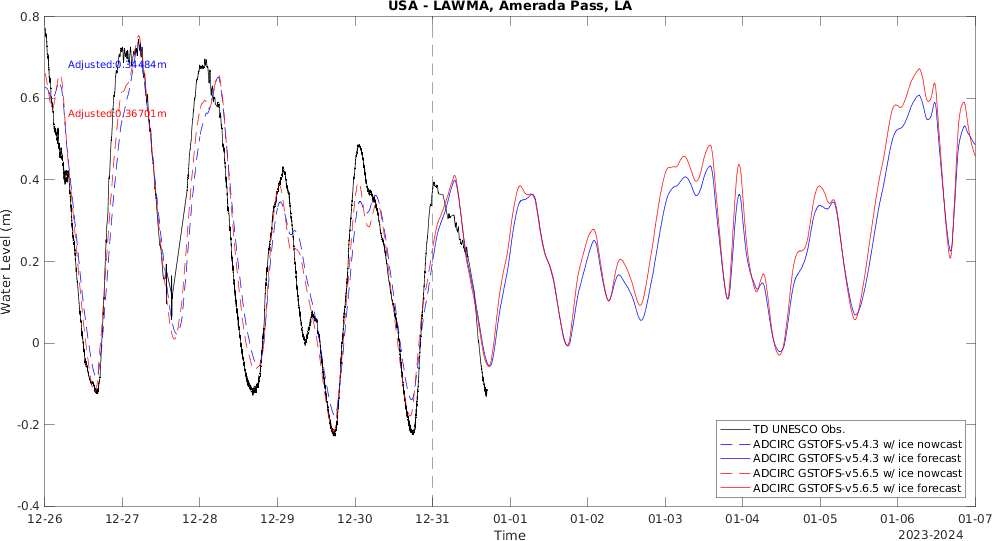 USA - LAWMA, Amerada Pass, LA
0.8
0.6
0.4
0.2
0
-0.2
-0.4
Water Level (m)
Adjusted:0.34484m
Adjusted:0.36701m
TD UNESCO Obs.
ADCIRC GSTOFS-v5.4.3 w/ ice nowcast
ADCIRC GSTOFS-v5.4.3 w/ ice forecast
ADCIRC GSTOFS-v5.6.5 w/ ice nowcast
ADCIRC GSTOFS-v5.6.5 w/ ice forecast
12-26 12-27 12-28 12-29 12-30 12-31 01-01 01-02 01-03 01-04 01-05 01-06 01-07
Time
2023-2024